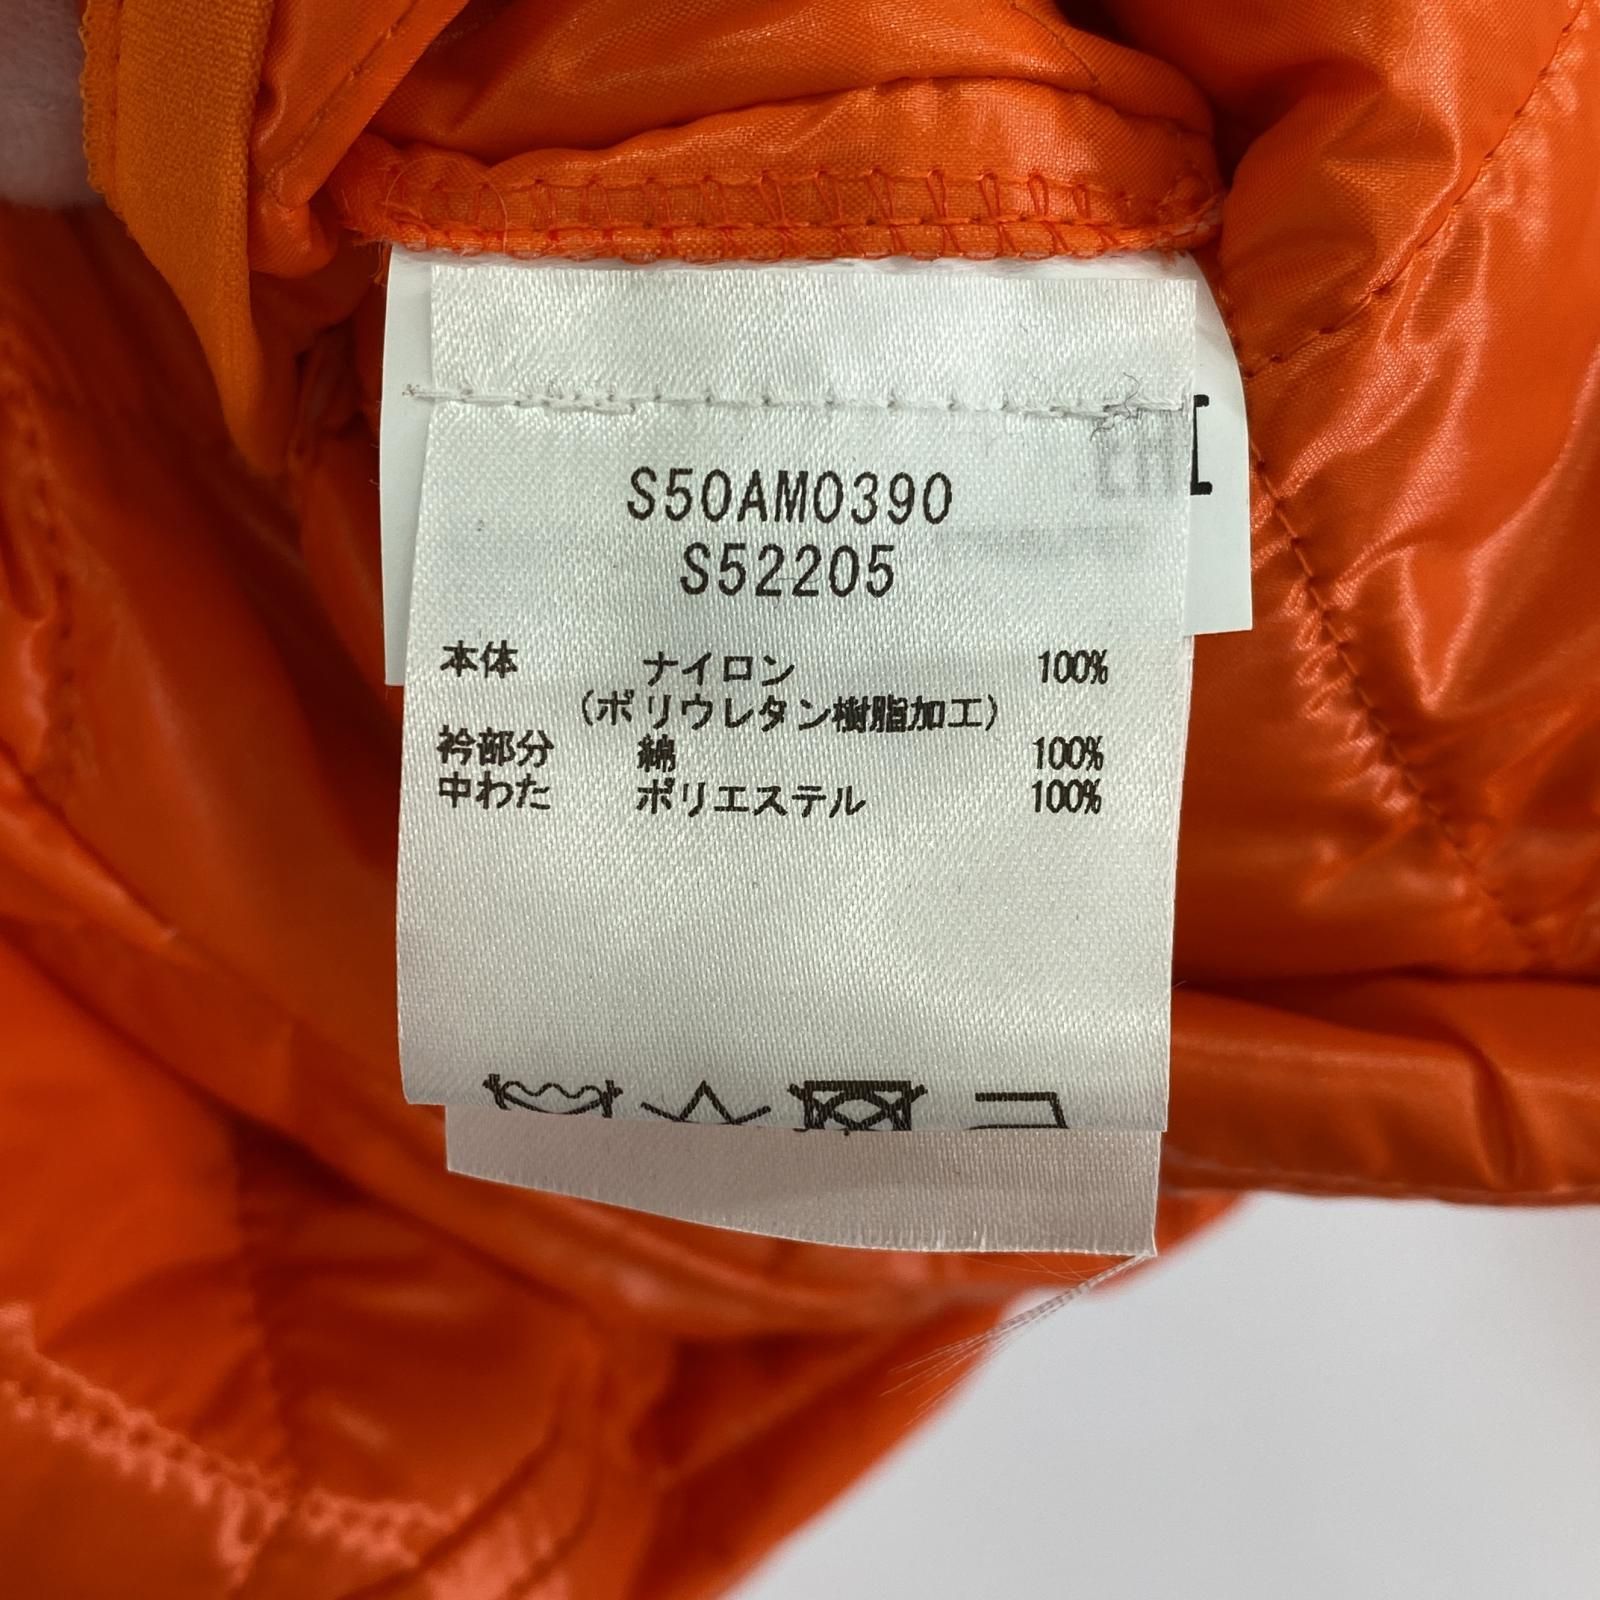 S50AM0390
S52205
本体 ナイロン 100%
(ポリウレタン樹脂加工)
衿部分 綿 100%
中わた ポリエステル 100%